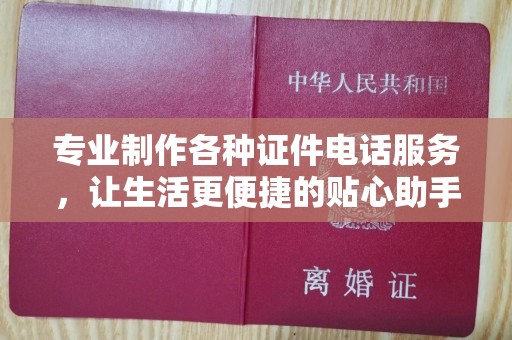 中华人民共和国
专业制作各种证件电话服务
，让生活更便捷的贴心助手
离婚证